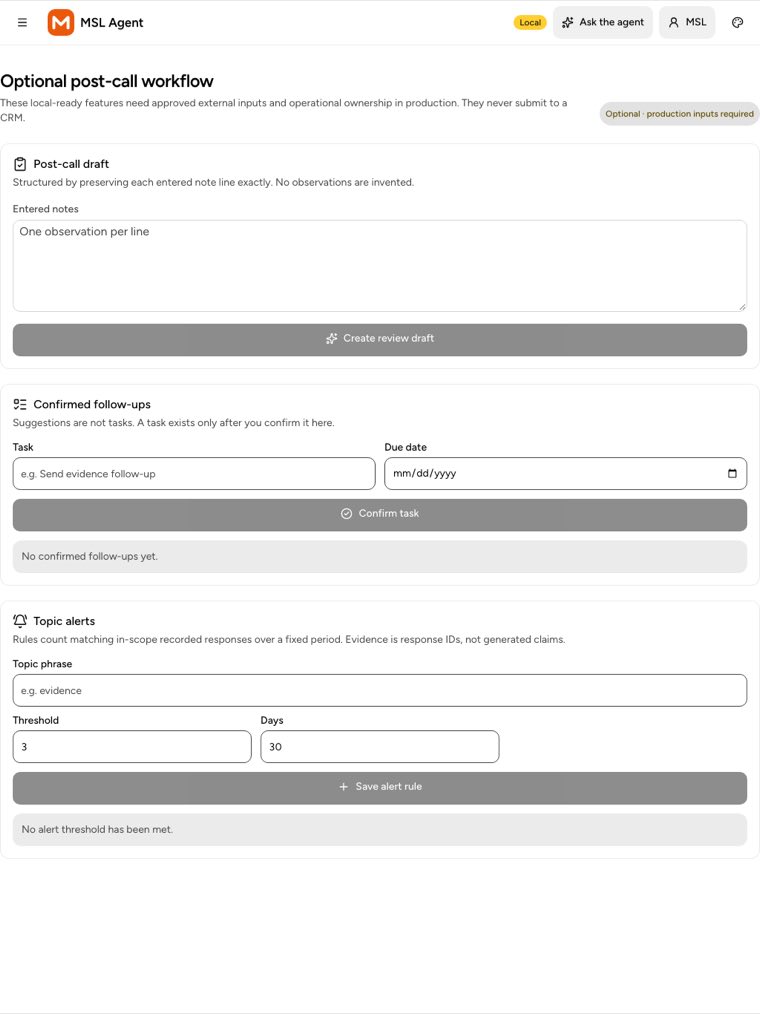 MSL Agent
Local
Ask the agent
MSL
Optional post-call workflow
These local-ready features need approved external inputs and operational ownership in production. They never submit to a
CRM.
Optional · production inputs required
Post-call draft
Structured by preserving each entered note line exactly. No observations are invented.
Entered notes
One observation per line
Create review draft
Confirmed follow-ups
Suggestions are not tasks. A task exists only after you confirm it here.
Task
Due date
e.g. Send evidence follow-up
mm/dd/yyyy
Confirm task
No confirmed follow-ups yet.
Topic alerts
Rules count matching in-scope recorded responses over a fixed period. Evidence is response IDs, not generated claims.
Topic phrase
e.g. evidence
Threshold
Days
3
30
Save alert rule
No alert threshold has been met.